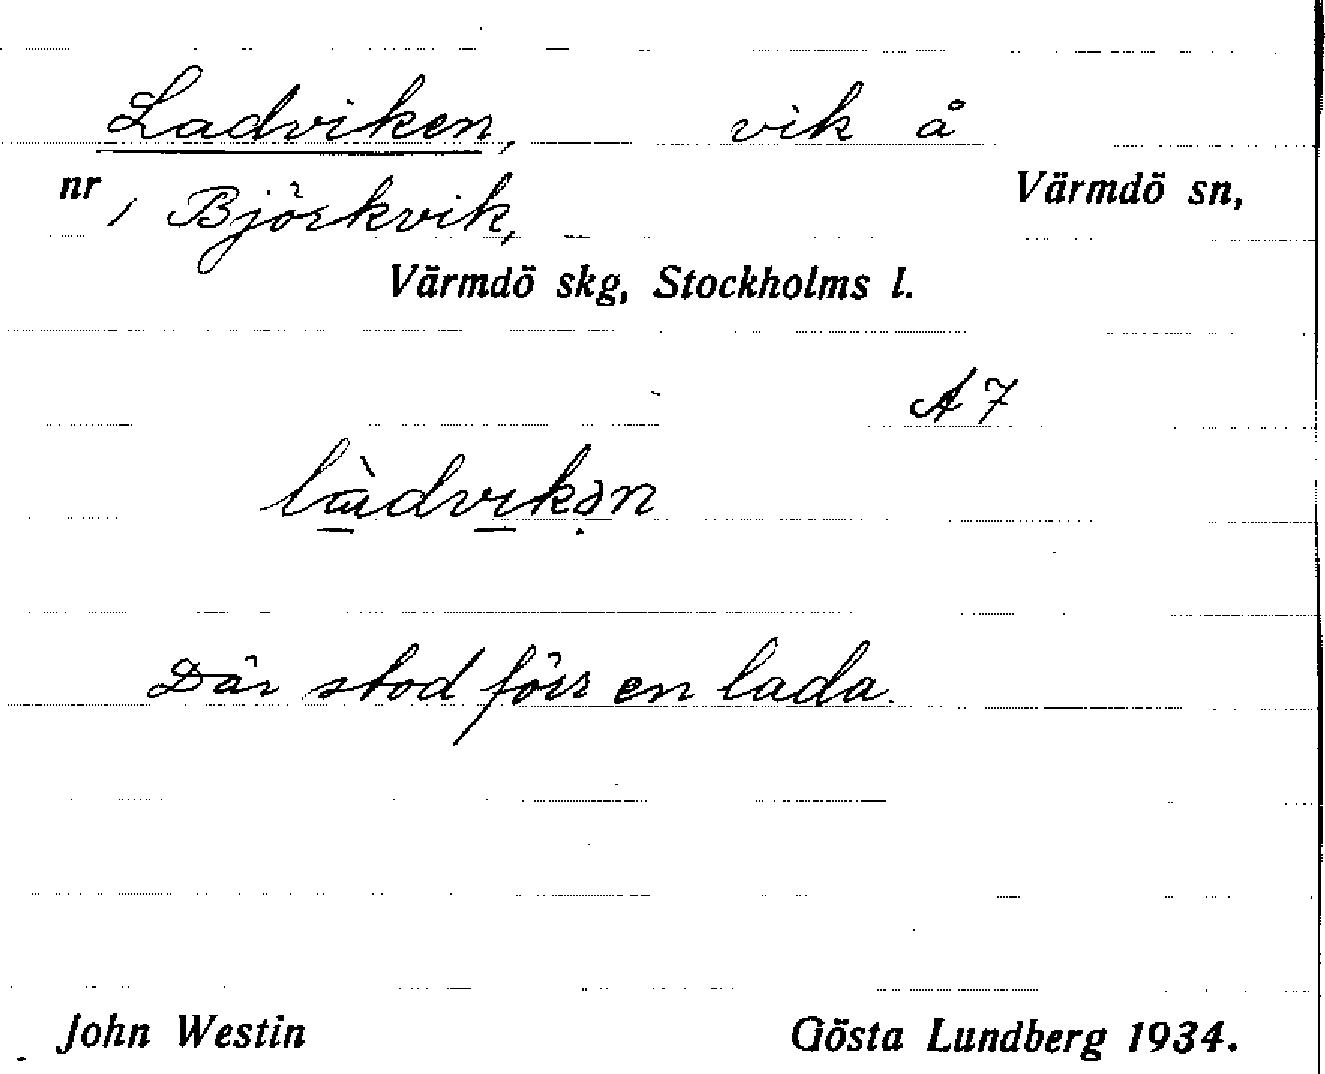 Ladviken, vik å
nr 1 Björkvik, Värmdö sn,
Värmdö skg, Stockholms l.
A7
làdvikən
Där stod förr en lada.
John Westin Gösta Lundberg 1934.